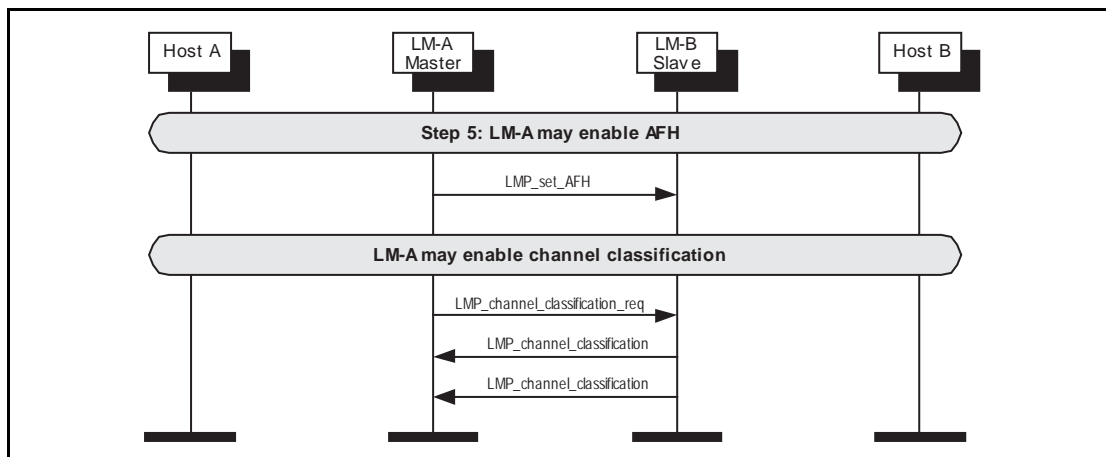 Host A
LM-A
Master
LM-B
Slave
Host B
Step 5: LM-A may enable AFH
LMP_set_AFH
LM-A may enable channel classification
LMP_channel_classification_req
LMP_channel_classification
LMP_channel_classification